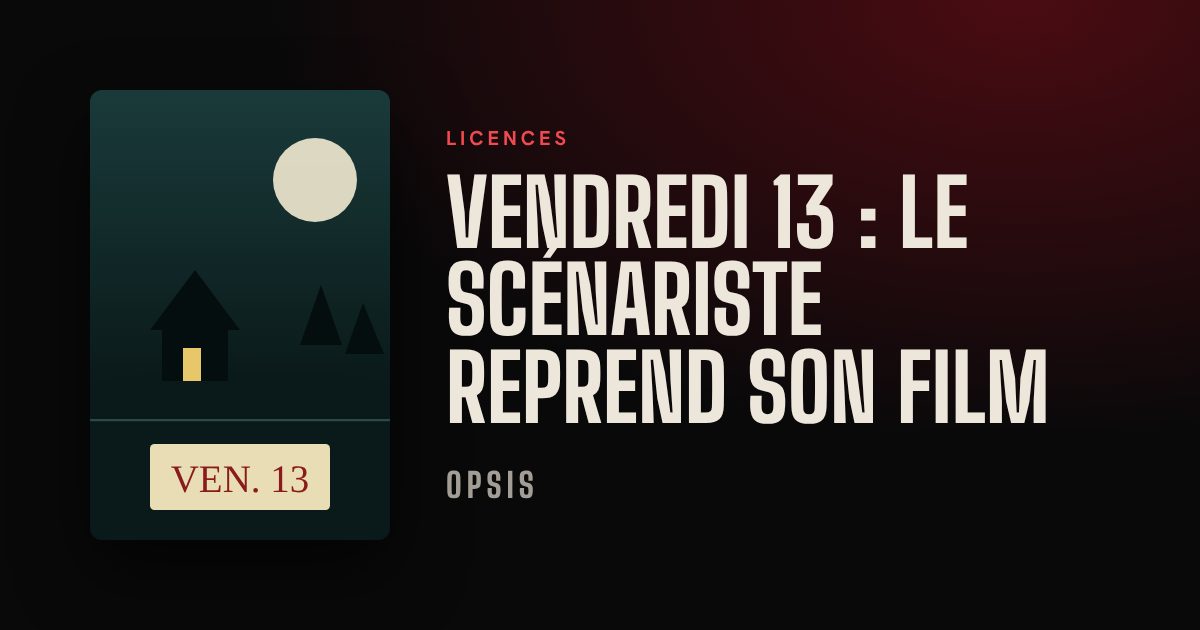 LICENCES
VENDREDI 13 : LE
SCÉNARISTE
REPREND SON FILM
OPSIS
VEN. 13